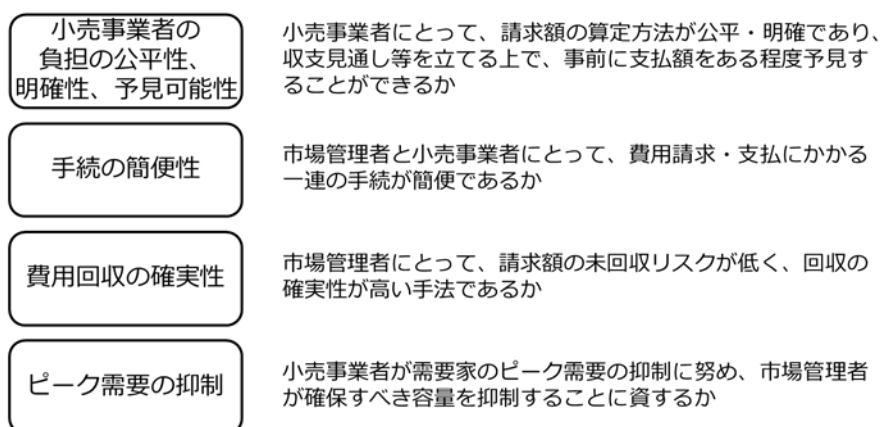 小売事業者の
負担の公平性、
明確性、予見可能性
小売事業者にとって、請求額の算定方法が公平・明確であり、
収支見通し等を立てる上で、事前に支払額をある程度予見す
ることができるか
手続の簡便性
市場管理者と小売事業者にとって、費用請求・支払にかかる
一連の手続が簡便であるか
費用回収の確実性
市場管理者にとって、請求額の未回収リスクが低く、回収の
確実性が高い手法であるか
ピーク需要の抑制
小売事業者が需要家のピーク需要の抑制に努め、市場管理者
が確保すべき容量を抑制することに資するか